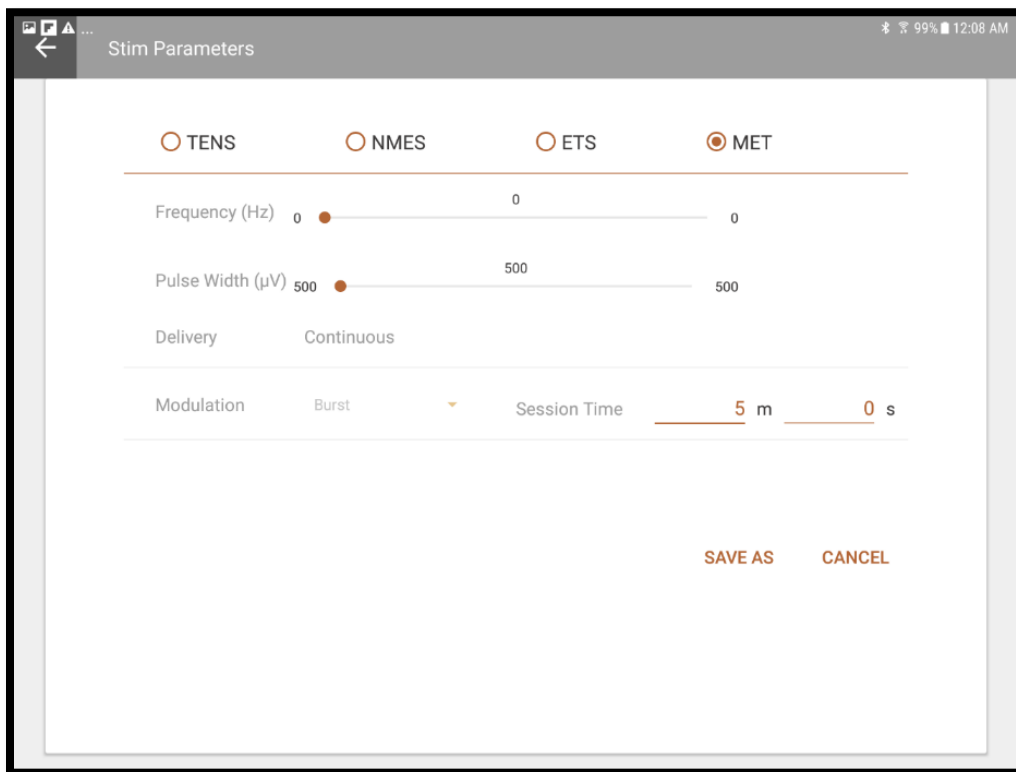 ... 99% 12:08 AM
Stim Parameters
TENS NMES ETS MET
0
Frequency (Hz) 0 0
500
Pulse Width (µV) 500 500
Delivery Continuous
Modulation Burst Session Time 5 m 0 s
SAVE AS CANCEL